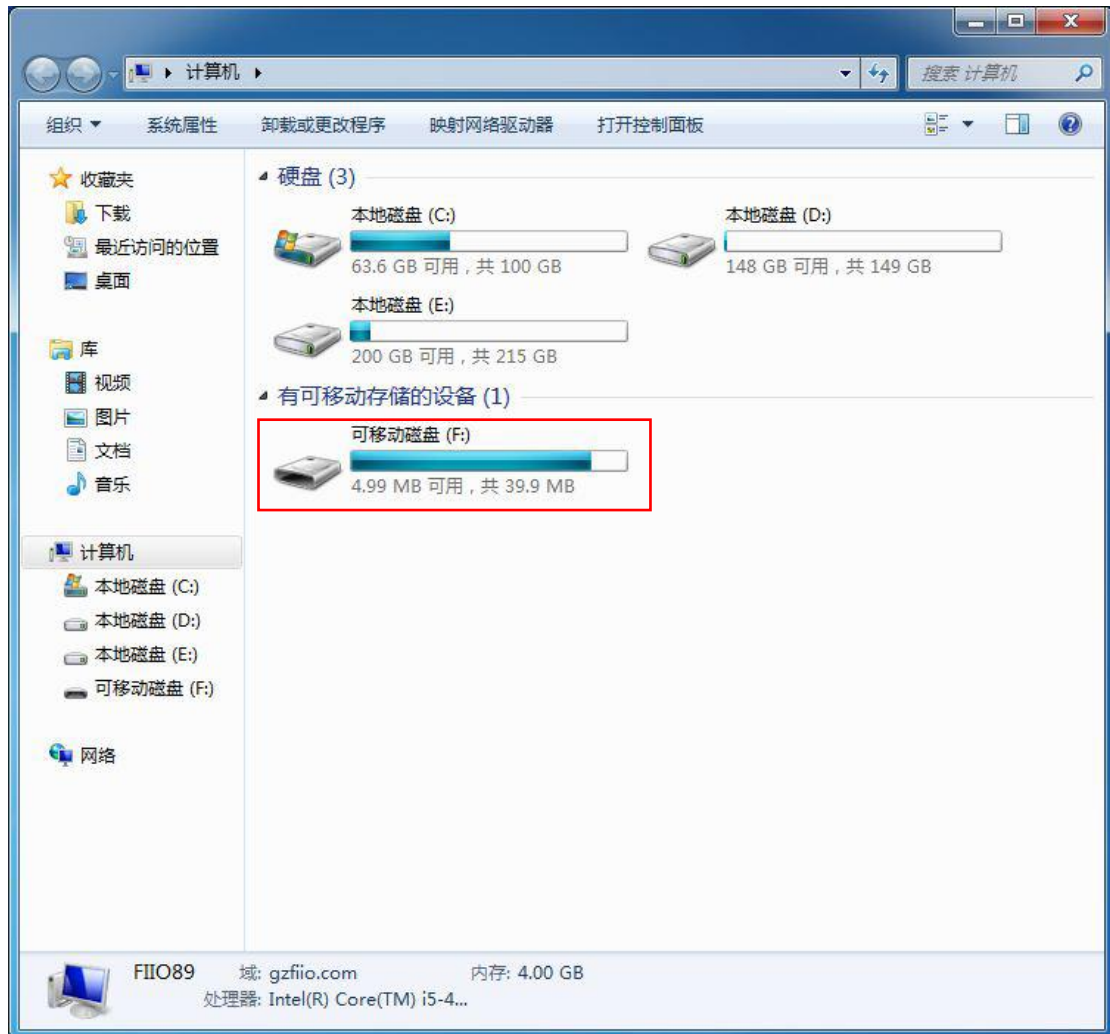 计算机
搜索 计算机
组织 系统属性 卸载或更改程序 映射网络驱动器 打开控制面板
收藏夹
下载
最近访问的位置
桌面
库
视频
图片
文档
音乐
计算机
本地磁盘 (C:)
本地磁盘 (D:)
本地磁盘 (E:)
可移动磁盘 (F:)
网络
硬盘 (3)
本地磁盘 (C:)
63.6 GB 可用 , 共 100 GB
本地磁盘 (D:)
148 GB 可用 , 共 149 GB
本地磁盘 (E:)
200 GB 可用 , 共 215 GB
有可移动存储的设备 (1)
可移动磁盘 (F:)
4.99 MB 可用 , 共 39.9 MB
FIIO89 域: gzfiio.com 内存: 4.00 GB
处理器: Intel(R) Core(TM) i5-4...